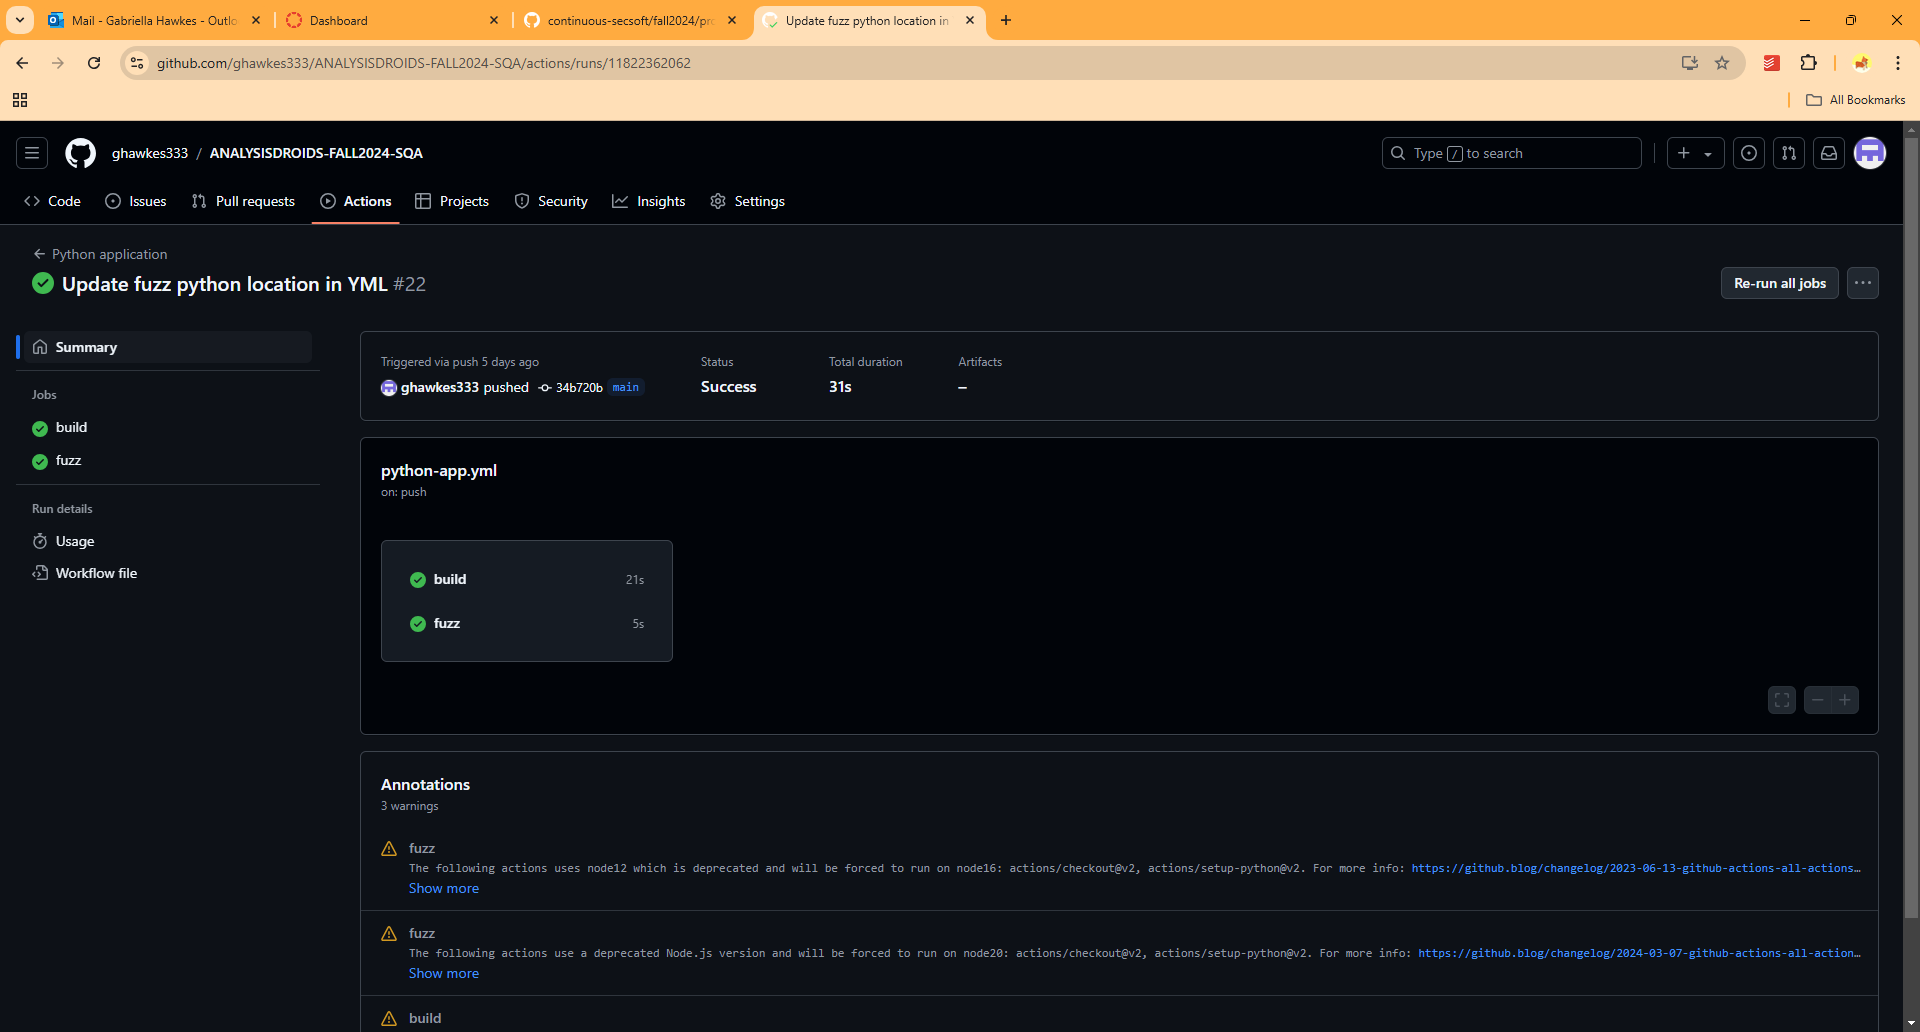 Mail - Gabriella Hawkes - Outlo
Dashboard
continuous-secsoft/fall2024/pro
Update fuzz python location in
github.com/ghawkes333/ANALYSISDROIDS-FALL2024-SQA/actions/runs/11822362062
All Bookmarks
ghawkes333 / ANALYSISDROIDS-FALL2024-SQA
Type / to search
Code
Issues
Pull requests
Actions
Projects
Security
Insights
Settings
Python application
Update fuzz python location in YML #22
Re-run all jobs
Summary
Jobs
build
fuzz
Run details
Usage
Workflow file
Triggered via push 5 days ago
ghawkes333 pushed 34b720b main
Status
Success
Total duration
31s
Artifacts
–
python-app.yml
on: push
build 21s
fuzz 5s
Annotations
3 warnings
fuzz
The following actions uses node12 which is deprecated and will be forced to run on node16: actions/checkout@v2, actions/setup-python@v2. For more info: https://github.blog/changelog/2023-06-13-github-actions-all-actions…
Show more
fuzz
The following actions use a deprecated Node.js version and will be forced to run on node20: actions/checkout@v2, actions/setup-python@v2. For more info: https://github.blog/changelog/2024-03-07-github-actions-all-action…
Show more
build